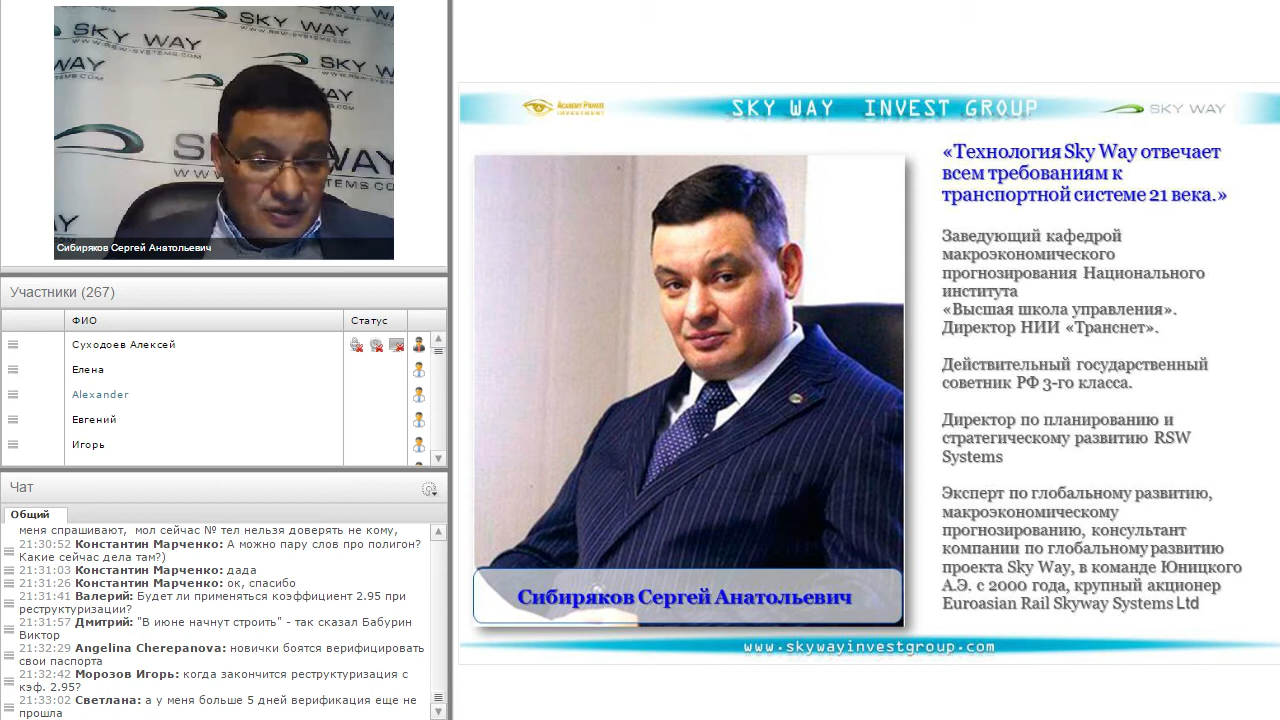 SKY WAY
WWW.RSW-SYSTEMS.COM
SKY WAY
Сибиряков Сергей Анатольевич
Участники (267)
ФИО
Статус
Суходоев Алексей
Елена
Alexander
Евгений
Игорь
Чат
Общий
меня спрашивают, мол сейчас № тел нельзя доверять не кому,
21:30:52 Константин Марченко: А можно пару слов про полигон?
Какие сейчас дела там?)
21:31:03 Константин Марченко: дада
21:31:26 Константин Марченко: ок, спасибо
21:31:41 Валерий: Будет ли применяться коэффициент 2.95 при
реструктуризации?
21:31:57 Дмитрий: "В июне начнут строить" - так сказал Бабурин
Виктор
21:32:29 Angelina Cherepanova: новички боятся верифицировать
свои паспорта
21:32:42 Морозов Игорь: когда закончится реструктуризация с
кэф. 2.95?
21:33:02 Светлана: а у меня больше 5 дней верификация еще не
прошла
ACADEMY PRIVATE
INVESTMENT
SKY WAY INVEST GROUP
SKY WAY
«Технология Sky Way отвечает
всем требованиям к
транспортной системе 21 века.»
Заведующий кафедрой
макроэкономического
прогнозирования Национального
института
«Высшая школа управления».
Директор НИИ «Транснет».
Действительный государственный
советник РФ 3-го класса.
Директор по планированию и
стратегическому развитию RSW
Systems
Эксперт по глобальному развитию,
макроэкономическому
прогнозированию, консультант
компании по глобальному развитию
проекта Sky Way, в команде Юницкого
А.Э. с 2000 года, крупный акционер
Euroasian Rail Skyway Systems Ltd
Сибиряков Сергей Анатольевич
www.skywayinvestgroup.com